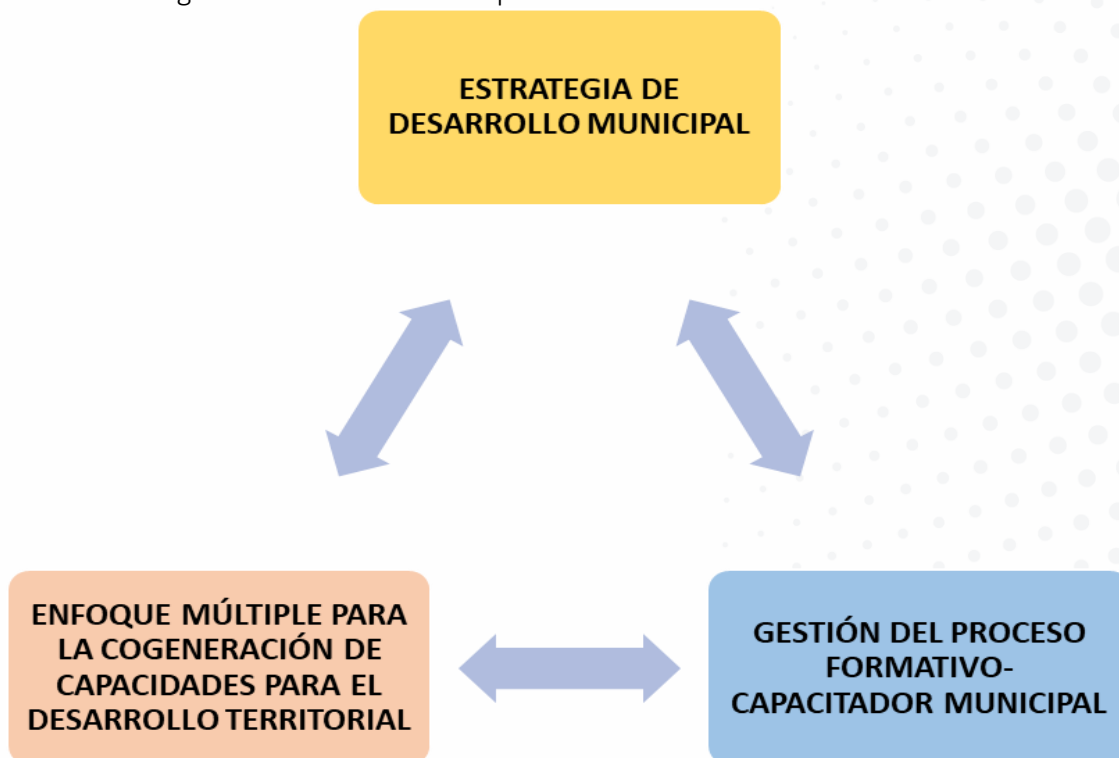 ESTRATEGIA DE
DESARROLLO MUNICIPAL
ENFOQUE MÚLTIPLE PARA
LA COGENERACIÓN DE
CAPACIDADES PARA EL
DESARROLLO TERRITORIAL
GESTIÓN DEL PROCESO
FORMATIVO-
CAPACITADOR MUNICIPAL